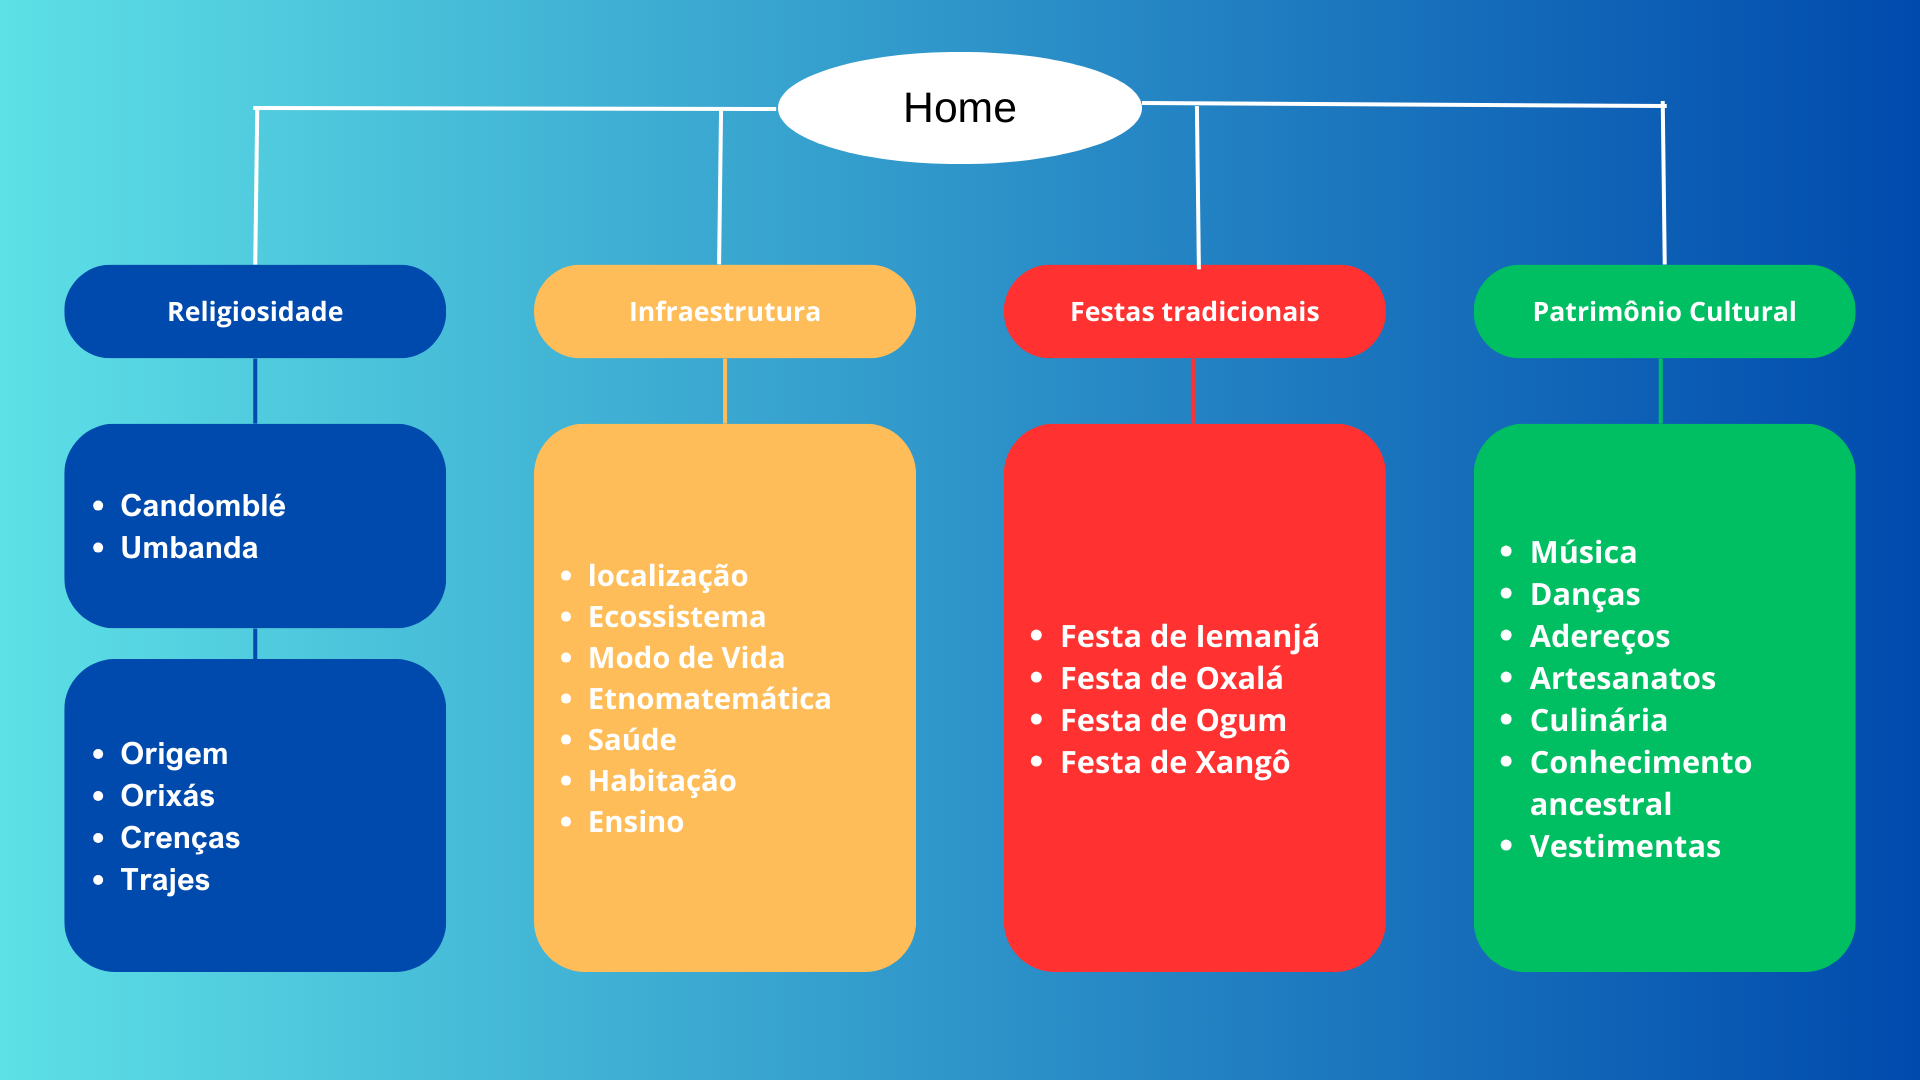 Home
Religiosidade
Candomblé
Umbanda
Origem
Orixás
Crenças
Trajes
Infraestrutura
localização
Ecossistema
Modo de Vida
Etnomatemática
Saúde
Habitação
Ensino
Festas tradicionais
Festa de Iemanjá
Festa de Oxalá
Festa de Ogum
Festa de Xangô
Patrimônio Cultural
Música
Danças
Adereços
Artesanatos
Culinária
Conhecimento
ancestral
Vestimentas